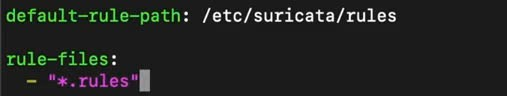 default-rule-path: /etc/suricata/rules
rule-files:
  - "*.rules"